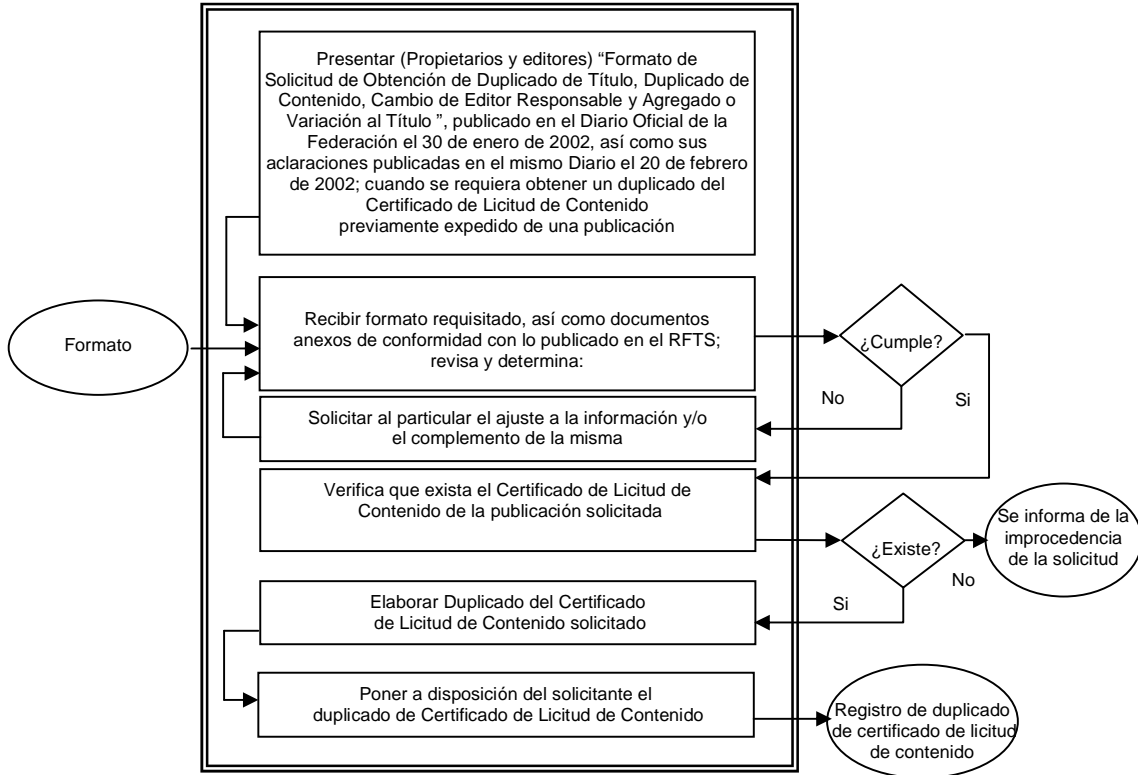 Presentar (Propietarios y editores) “Formato de
Solicitud de Obtención de Duplicado de Título, Duplicado de
Contenido, Cambio de Editor Responsable y Agregado o
Variación al Título ”, publicado en el Diario Oficial de la
Federación el 30 de enero de 2002, así como sus
aclaraciones publicadas en el mismo Diario el 20 de febrero
de 2002; cuando se requiera obtener un duplicado del
Certificado de Licitud de Contenido
previamente expedido de una publicación
Formato
Recibir formato requisitado, así como documentos
anexos de conformidad con lo publicado en el RFTS;
revisa y determina:
¿Cumple?
No
Si
Solicitar al particular el ajuste a la información y/o
el complemento de la misma
Verifica que exista el Certificado de Licitud de
Contenido de la publicación solicitada
¿Existe?
Se informa de la
improcedencia
de la solicitud
No
Si
Elaborar Duplicado del Certificado
de Licitud de Contenido solicitado
Poner a disposición del solicitante el
duplicado de Certificado de Licitud de Contenido
Registro de duplicado
de certificado de licitud
de contenido